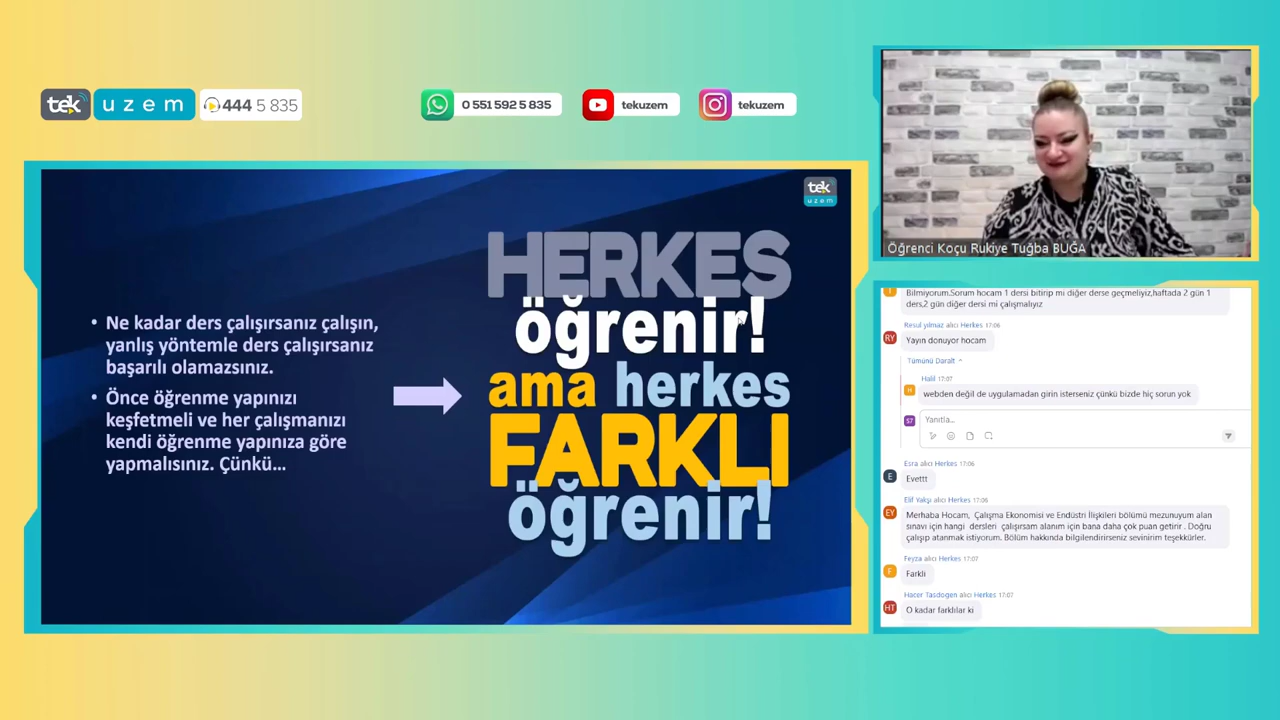 tek uzem 444 5 835
0 551 592 5 835
tekuzem
tekuzem
tek
uzem
• Ne kadar ders çalışırsanız çalışın,
yanlış yöntemle ders çalışırsanız
başarılı olamazsınız.
• Önce öğrenme yapınızı
keşfetmeli ve her çalışmanızı
kendi öğrenme yapınıza göre
yapmalısınız. Çünkü...
HERKES
öğrenir!
ama herkes
FARKLI
öğrenir!
Öğrenci Koçu Rukiye Tuğba BUĞA
Bilmiyorum.Sorum hocam 1 dersi bitirip mi diğer derse geçmeliyiz,haftada 2 gün 1
ders,2 gün diğer dersi mi çalışmalıyız
Resul yılmaz alıcı Herkes 17:06
RY
Yayın donuyor hocam
Tümünü Daralt
Halil 17:07
H
webden değil de uygulamadan girin isterseniz çünkü bizde hiç sorun yok
Yanıtla...
Esra alıcı Herkes 17:06
E
Evettt
Elif Yakşı alıcı Herkes 17:06
EY
Merhaba Hocam, Çalışma Ekonomisi ve Endüstri İlişkileri bölümü mezunuyum alan
sınavı için hangi dersleri çalışırsam alanım için bana daha çok puan getirir . Doğru
çalışıp atanmak istiyorum. Bölüm hakkında bilgilendirirseniz sevinirim teşekkürler.
Feyza alıcı Herkes 17:07
F
Farkli
Hacer Tasdogen alıcı Herkes 17:07
HT
O kadar farklılar ki